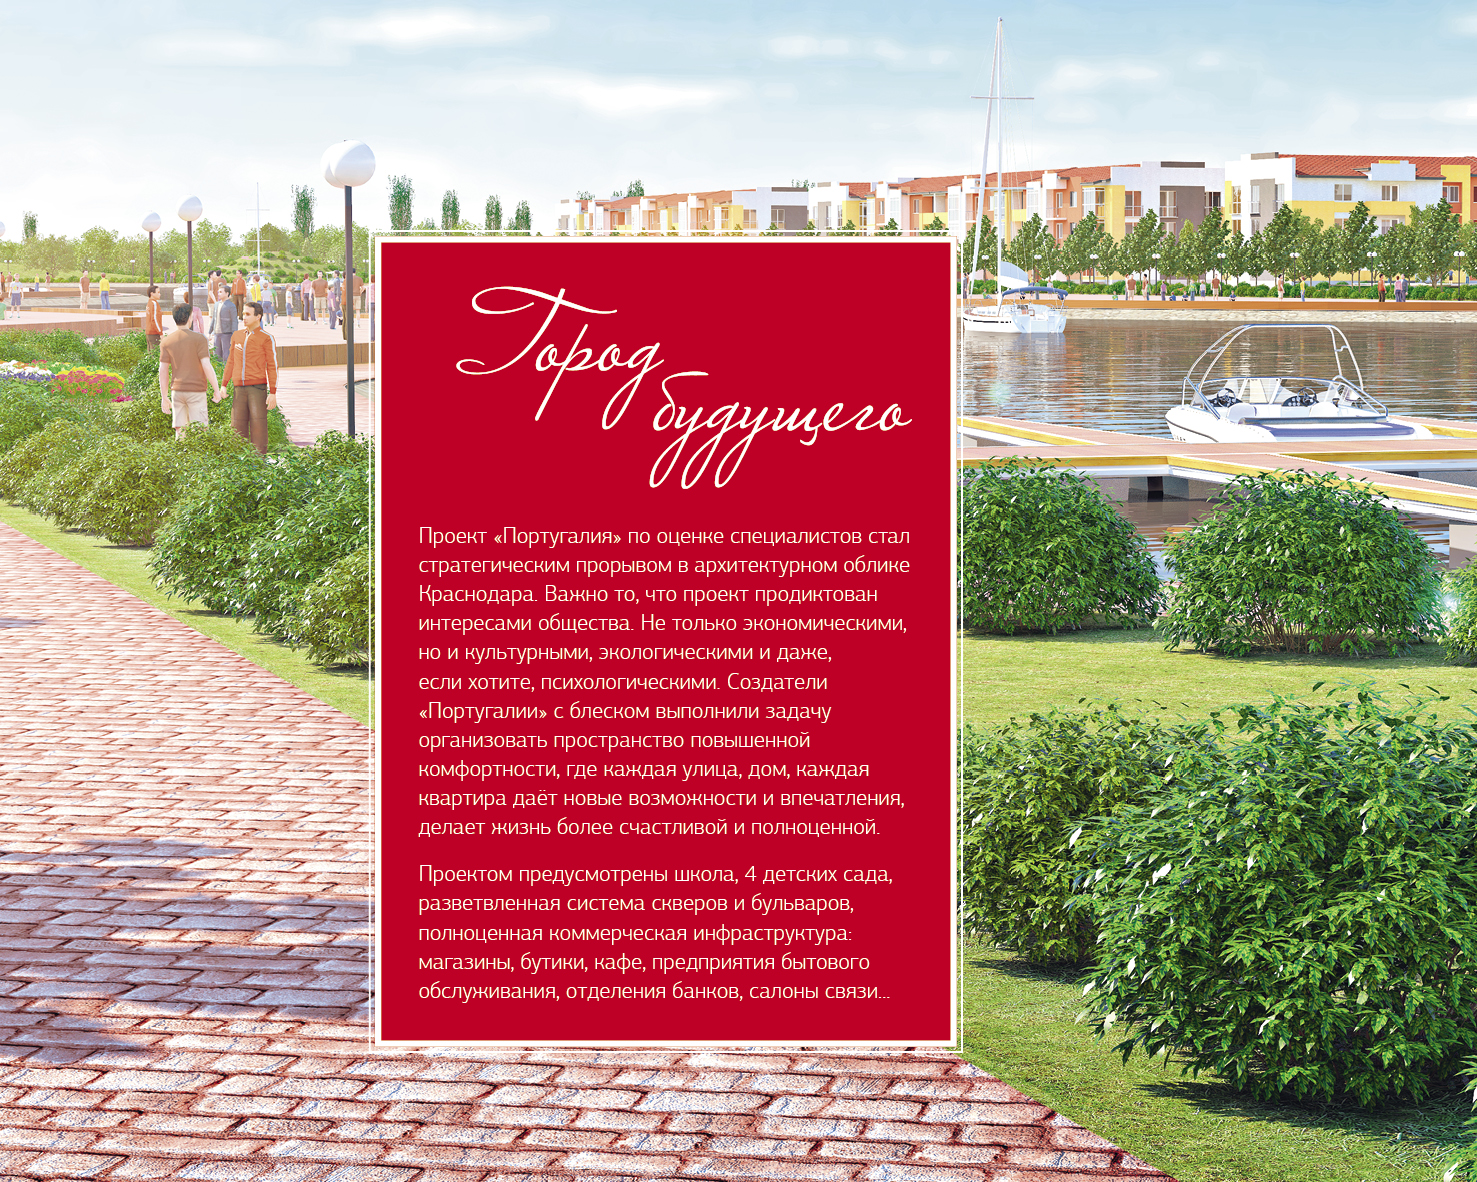 Город
будущего
Проект «Португалия» по оценке специалистов стал
стратегическим прорывом в архитектурном облике
Краснодара. Важно то, что проект продиктован
интересами общества. Не только экономическими,
но и культурными, экологическими и даже,
если хотите, психологическими. Создатели
«Португалии» с блеском выполнили задачу
организовать пространство повышенной
комфортности, где каждая улица, дом, каждая
квартира даёт новые возможности и впечатления,
делает жизнь более счастливой и полноценной.
Проектом предусмотрены школа, 4 детских сада,
разветвленная система скверов и бульваров,
полноценная коммерческая инфраструктура:
магазины, бутики, кафе, предприятия бытового
обслуживания, отделения банков, салоны связи...